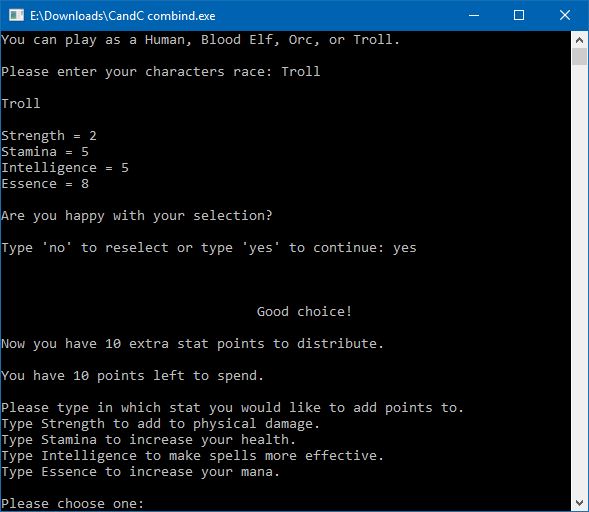 E:\Downloads\CandC combind.exe
You can play as a Human, Blood Elf, Orc, or Troll.
Please enter your characters race: Troll
Troll
Strength = 2
Stamina = 5
Intelligence = 5
Essence = 8
Are you happy with your selection?
Type 'no' to reselect or type 'yes' to continue: yes
Good choice!
Now you have 10 extra stat points to distribute.
You have 10 points left to spend.
Please type in which stat you would like to add points to.
Type Strength to add to physical damage.
Type Stamina to increase your health.
Type Intelligence to make spells more effective.
Type Essence to increase your mana.
Please choose one: